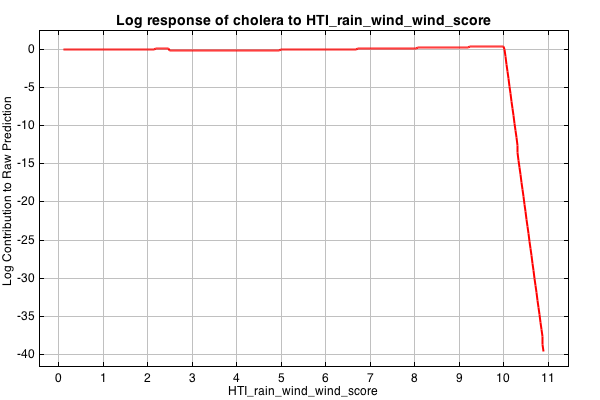 Log response of cholera to HTI_rain_wind_wind_score
Log Contribution to Raw Prediction
0
-5
-10
-15
-20
-25
-30
-35
-40
0 1 2 3 4 5 6 7 8 9 10 11
HTI_rain_wind_wind_score